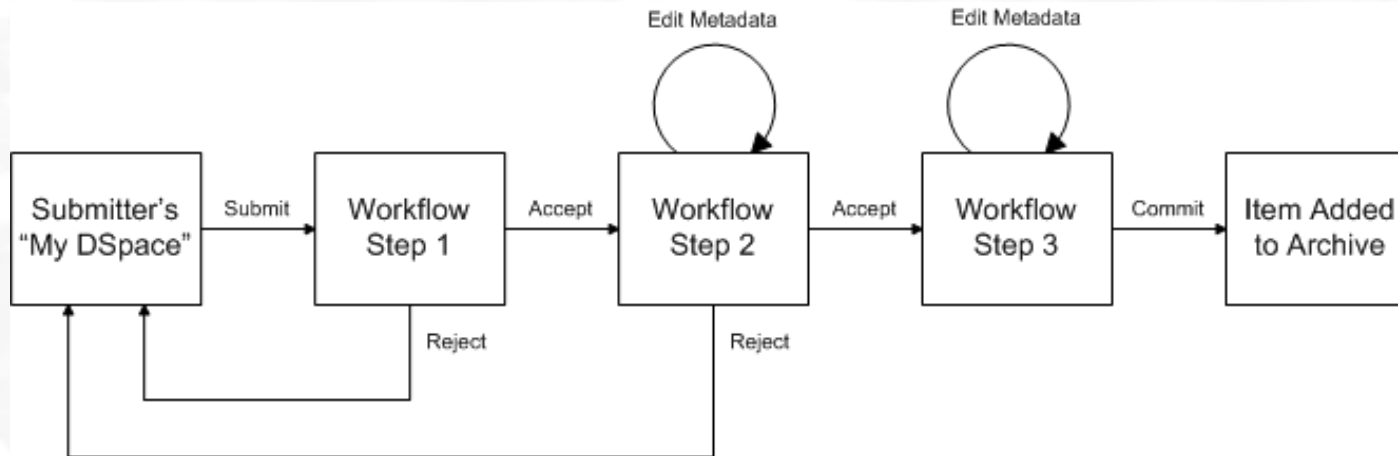 Edit Metadata
Edit Metadata
Submitter’s
“My DSpace”
Submit
Workflow
Step 1
Accept
Workflow
Step 2
Accept
Workflow
Step 3
Commit
Item Added
to Archive
Reject
Reject